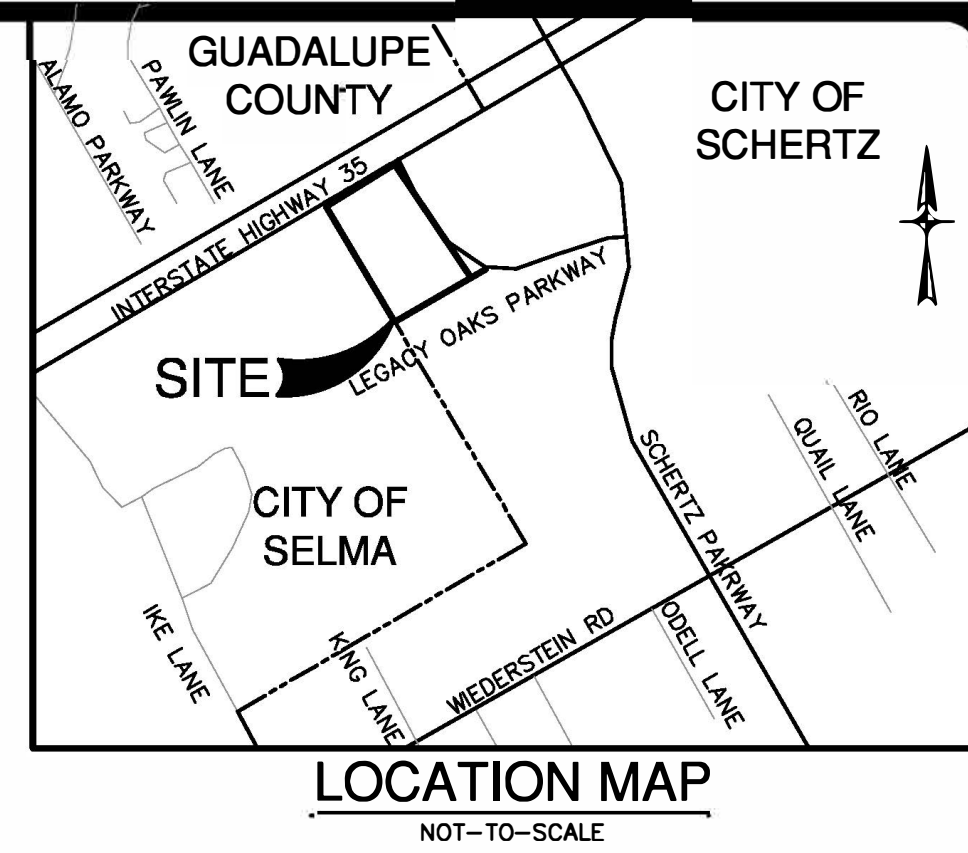 GUADALUPE
COUNTY
CITY OF
SCHERTZ
ALAMO PARKWAY
PAWLIN LANE
INTERSTATE HIGHWAY 35
LEGACY OAKS PARKWAY
SITE
CITY OF
SELMA
SCHERTZ PAKRWAY
QUAIL LANE
RIO LANE
IKE LANE
KING LANE
WIEDERSTEIN RD
ODELL LANE
LOCATION MAP
NOT-TO-SCALE